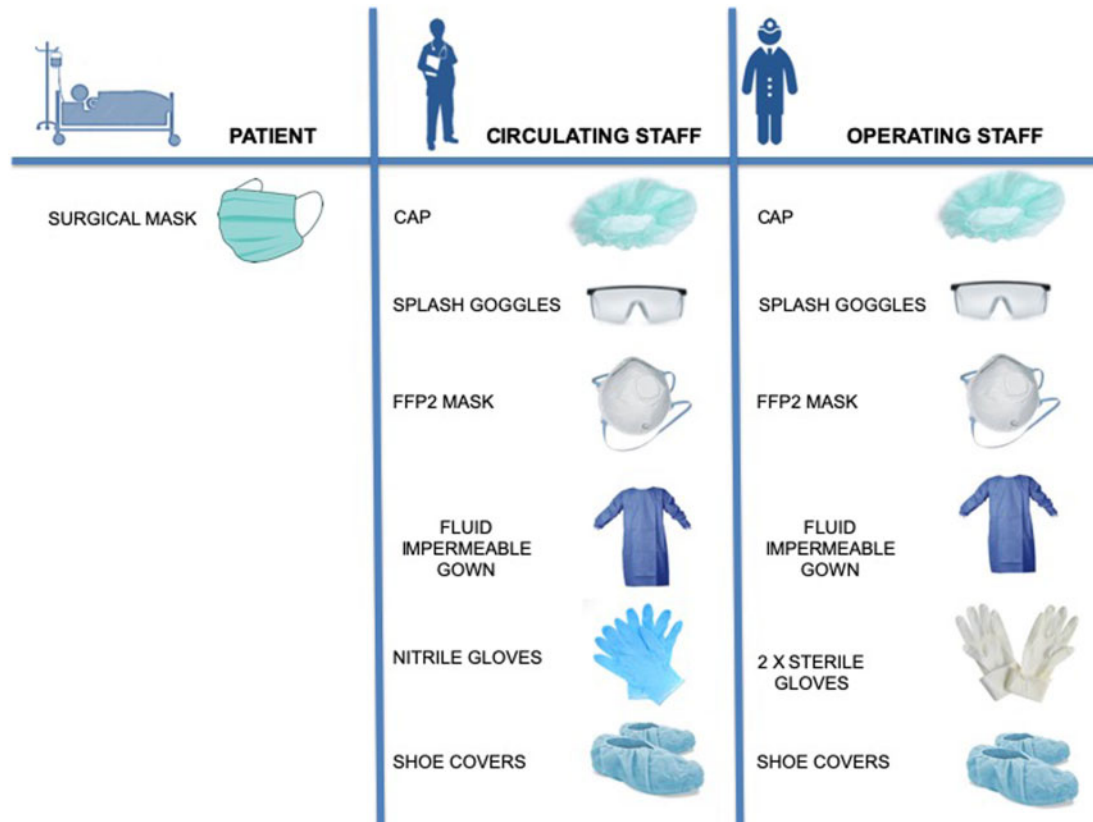 PATIENT
CIRCULATING STAFF
OPERATING STAFF
SURGICAL MASK
CAP
CAP
SPLASH GOGGLES
SPLASH GOGGLES
FFP2 MASK
FFP2 MASK
FLUID
IMPERMEABLE
GOWN
FLUID
IMPERMEABLE
GOWN
NITRILE GLOVES
2 X STERILE
GLOVES
SHOE COVERS
SHOE COVERS